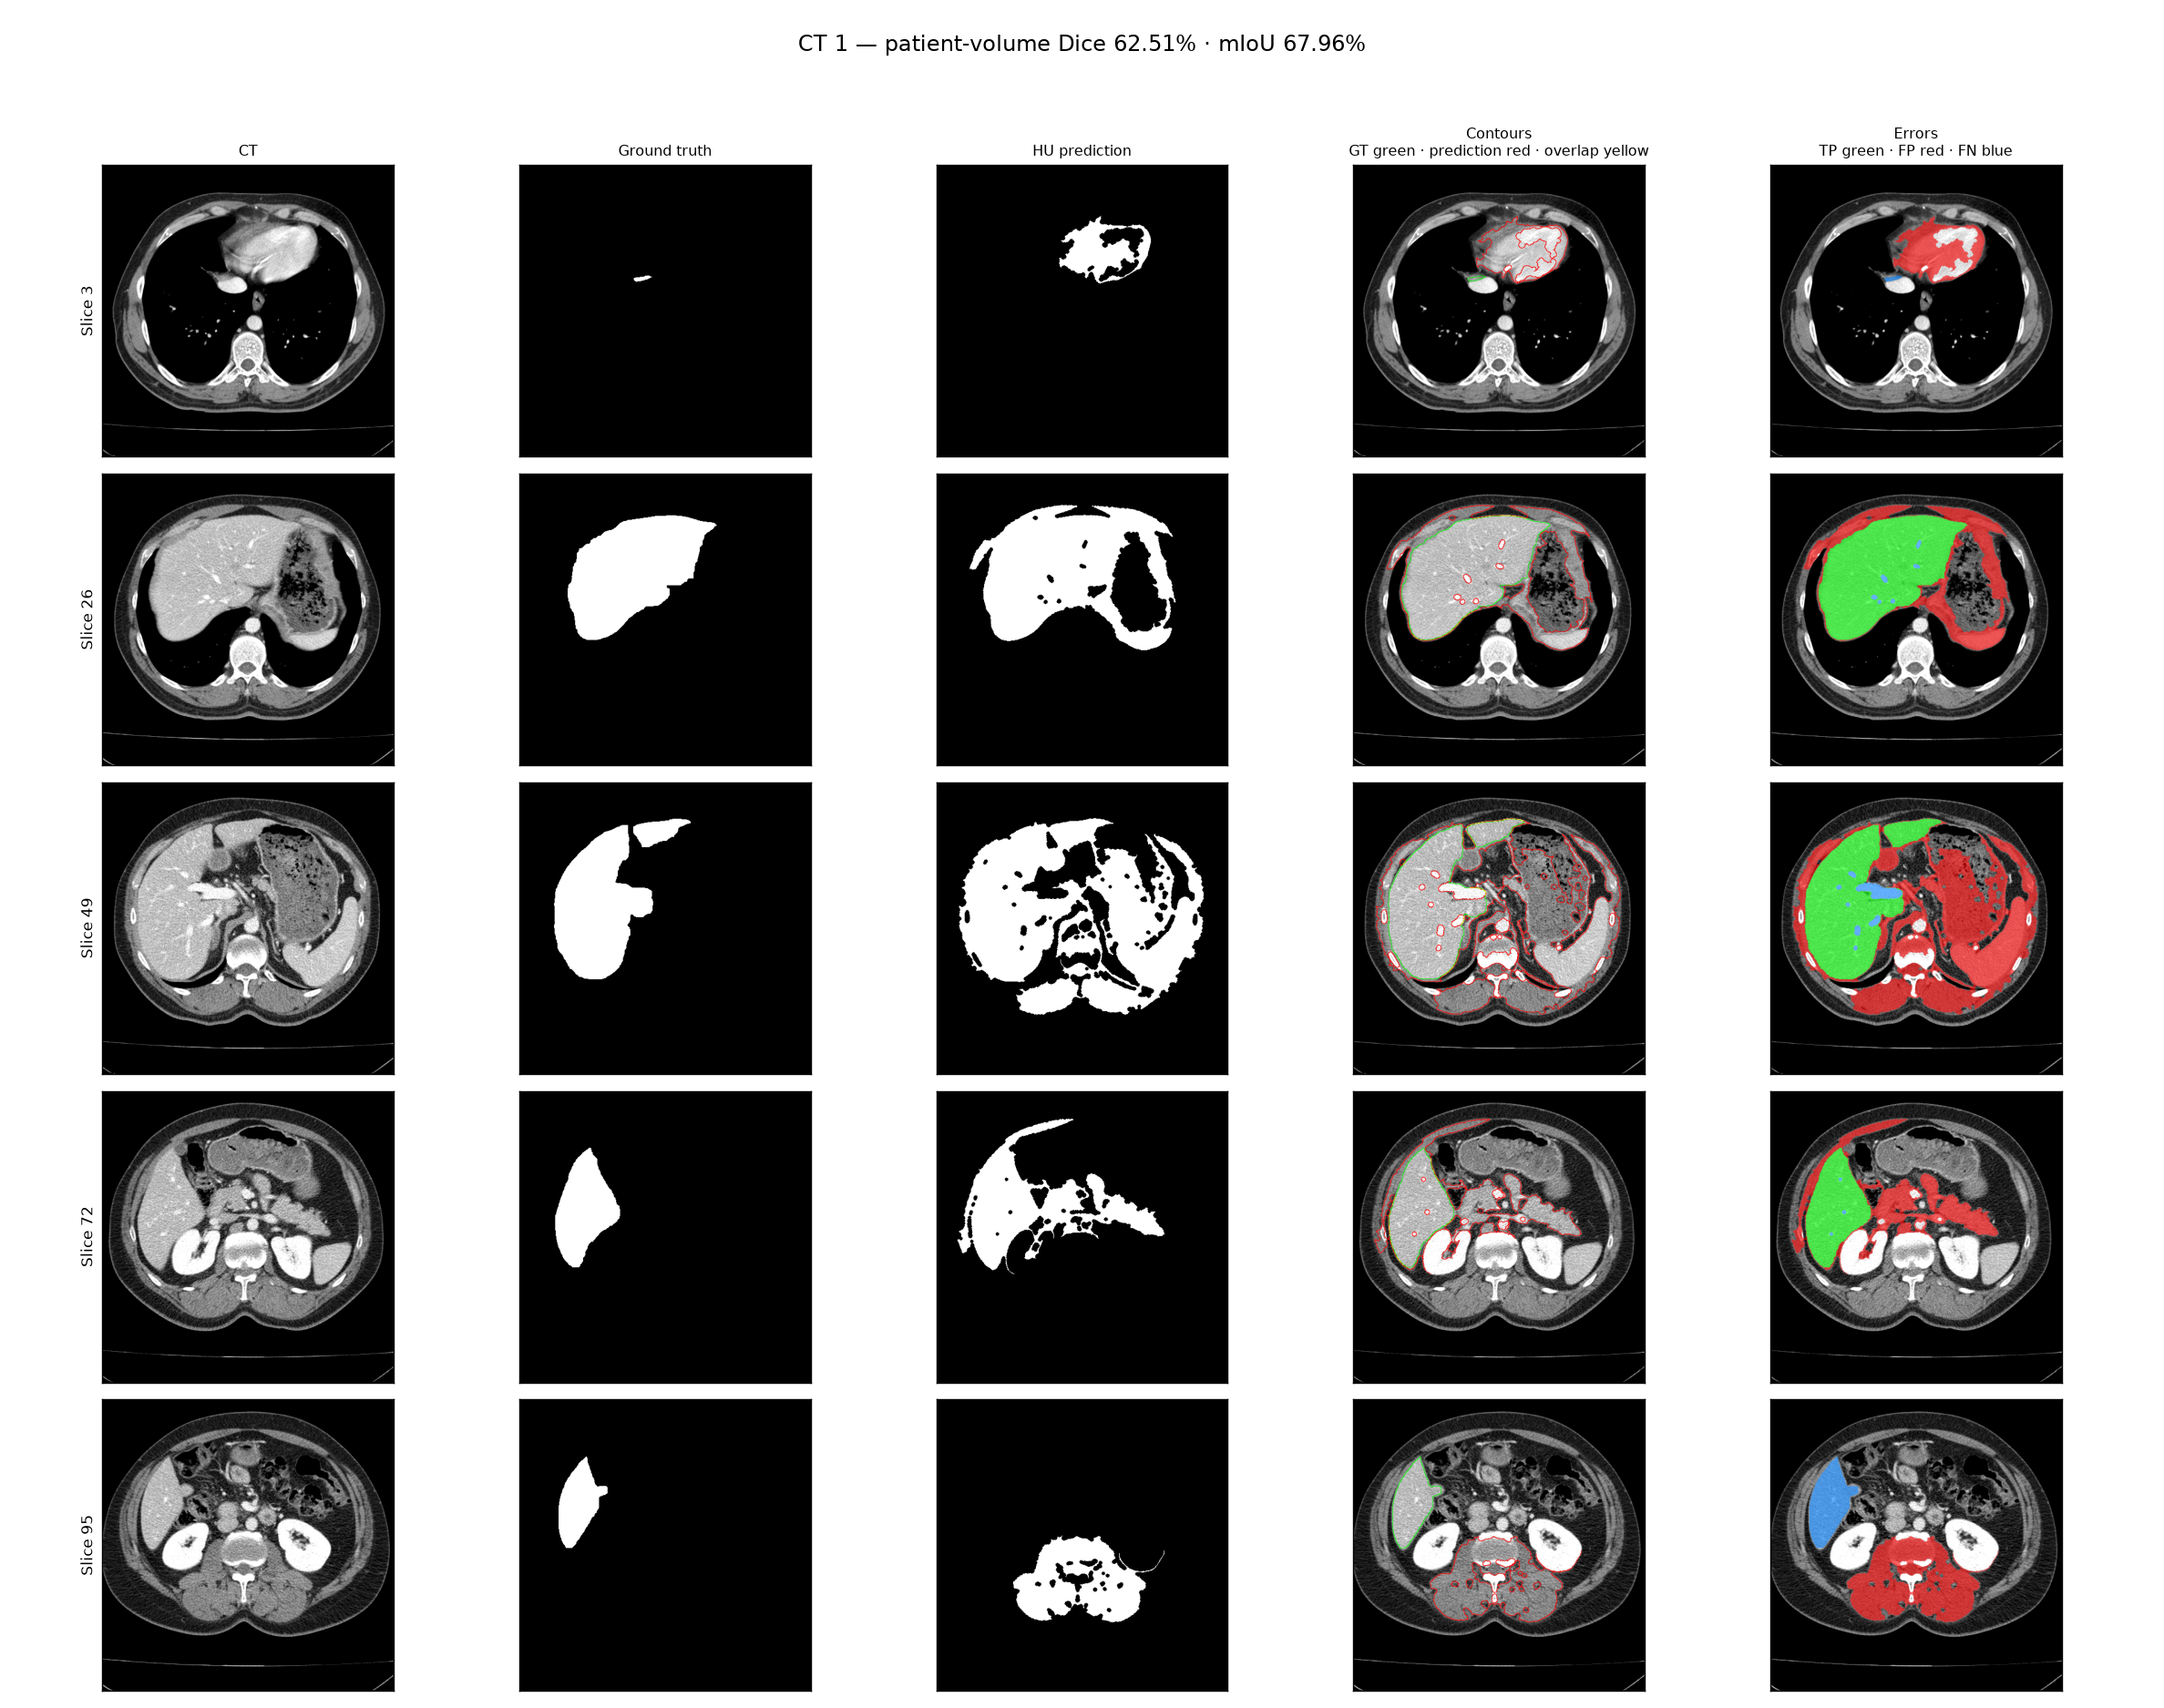 CT 1 — patient-volume Dice 62.51% · mIoU 67.96%
CT
Ground truth
HU prediction
Contours
GT green · prediction red · overlap yellow
Errors
TP green · FP red · FN blue
Slice 3
Slice 26
Slice 49
Slice 72
Slice 95